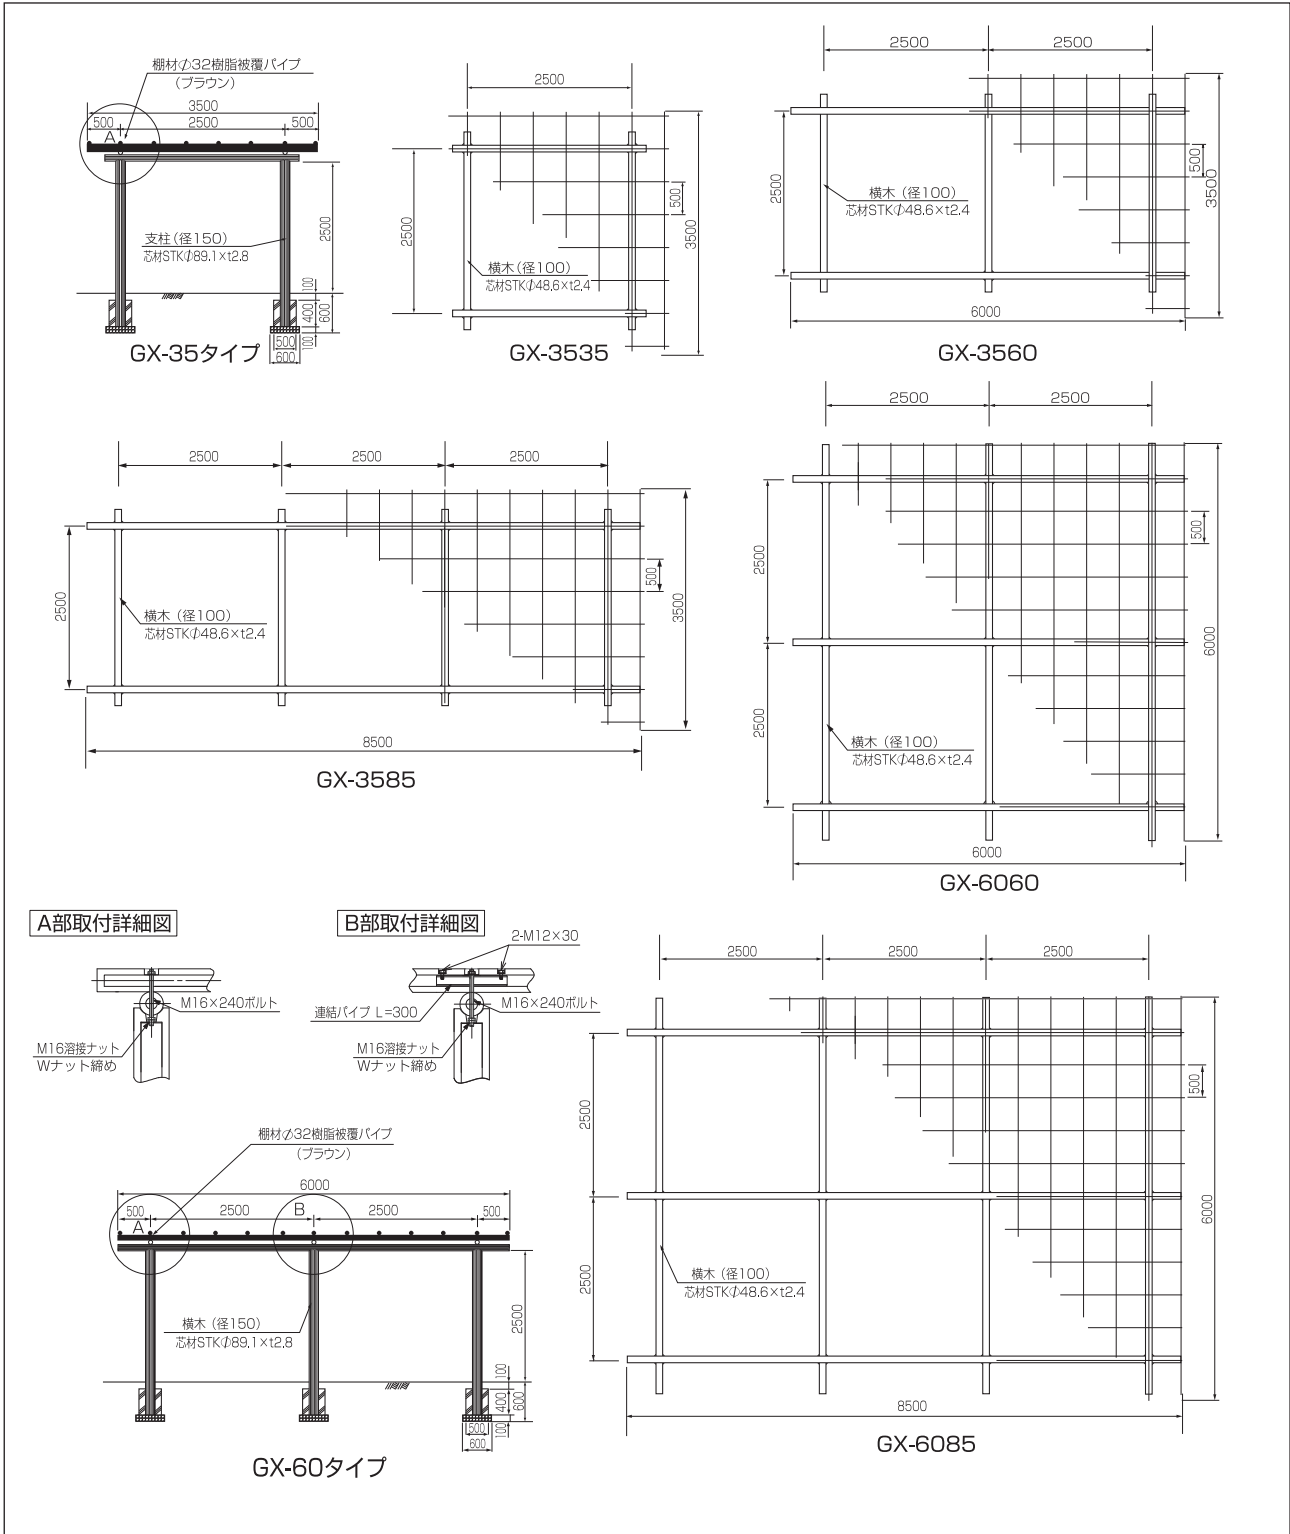 棚材φ32樹脂被覆パイプ
（ブラウン）
3500
500
2500
500
A
支柱（径150）
芯材STKφ89.1×t2.8
2500
100
400
600
100
500
600
GX-35タイプ
2500
2500
横木（径100）
芯材STKφ48.6×t2.4
500
3500
GX-3535
2500
2500
2500
横木（径100）
芯材STKφ48.6×t2.4
500
3500
6000
GX-3560
2500
2500
2500
2500
横木（径100）
芯材STKφ48.6×t2.4
500
3500
8500
GX-3585
2500
2500
2500
2500
500
6000
横木（径100）
芯材STKφ48.6×t2.4
6000
GX-6060
A部取付詳細図
M16×240ボルト
M16溶接ナット
Wナット締め
B部取付詳細図
2-M12×30
連結パイプ L=300
M16×240ボルト
M16溶接ナット
Wナット締め
棚材φ32樹脂被覆パイプ
（ブラウン）
6000
500
2500
2500
500
A
B
横木（径150）
芯材STKφ89.1×t2.8
2500
100
400
600
100
500
600
GX-60タイプ
2500
2500
2500
2500
2500
500
6000
横木（径100）
芯材STKφ48.6×t2.4
8500
GX-6085